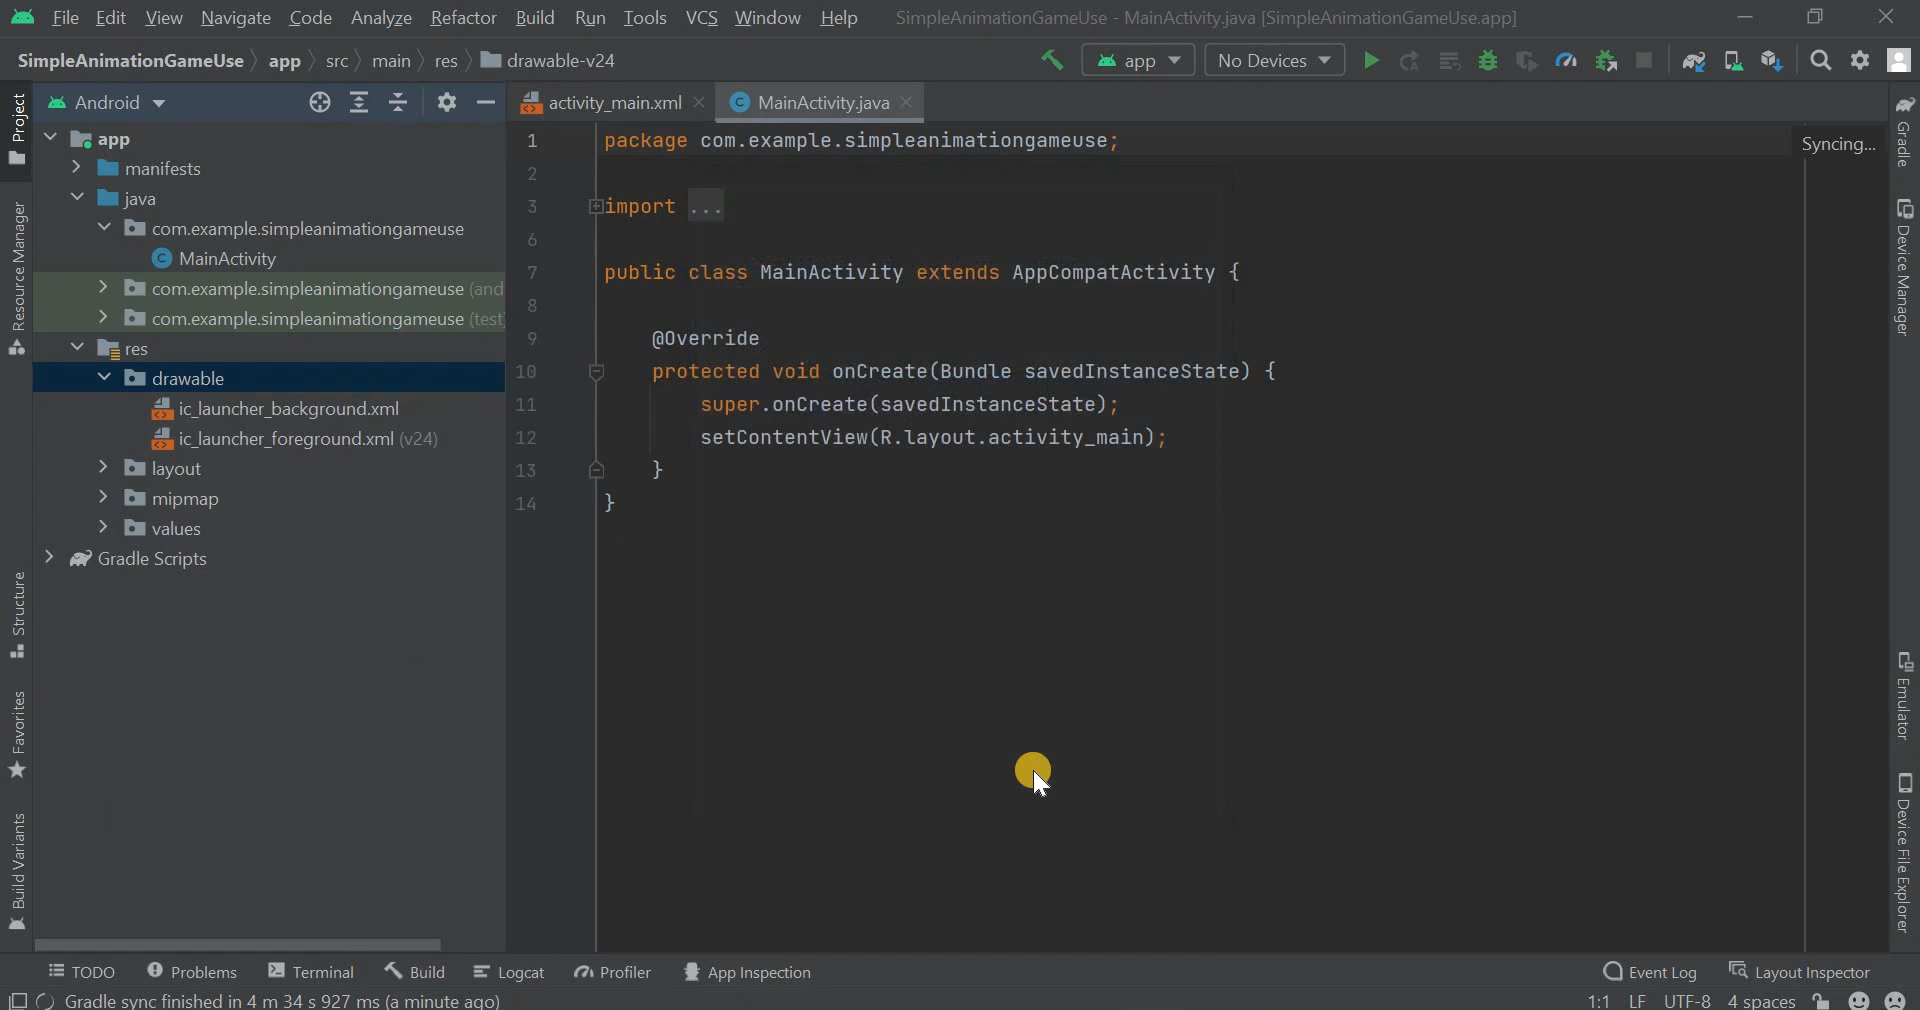 File Edit View Navigate Code Analyze Refactor Build Run Tools VCS Window Help SimpleAnimationGameUse - MainActivity.java [SimpleAnimationGameUse.app]
SimpleAnimationGameUse app src main res drawable-v24 app No Devices
Project
Resource Manager
Structure
Favorites
Build Variants
Android
app
manifests
java
com.example.simpleanimationgameuse
MainActivity
com.example.simpleanimationgameuse (and
com.example.simpleanimationgameuse (test
res
drawable
ic_launcher_background.xml
ic_launcher_foreground.xml (v24)
layout
mipmap
values
Gradle Scripts
activity_main.xml MainActivity.java
1 package com.example.simpleanimationgameuse;
2
3 import ...
6
7 public class MainActivity extends AppCompatActivity {
8
9 @Override
10 protected void onCreate(Bundle savedInstanceState) {
11 super.onCreate(savedInstanceState);
12 setContentView(R.layout.activity_main);
13 }
14 }
Syncing...
Gradle
Device Manager
Emulator
Device File Explorer
TODO Problems Terminal Build Logcat Profiler App Inspection Event Log Layout Inspector
Gradle sync finished in 4 m 34 s 927 ms (a minute ago) 1:1 LF UTF-8 4 spaces